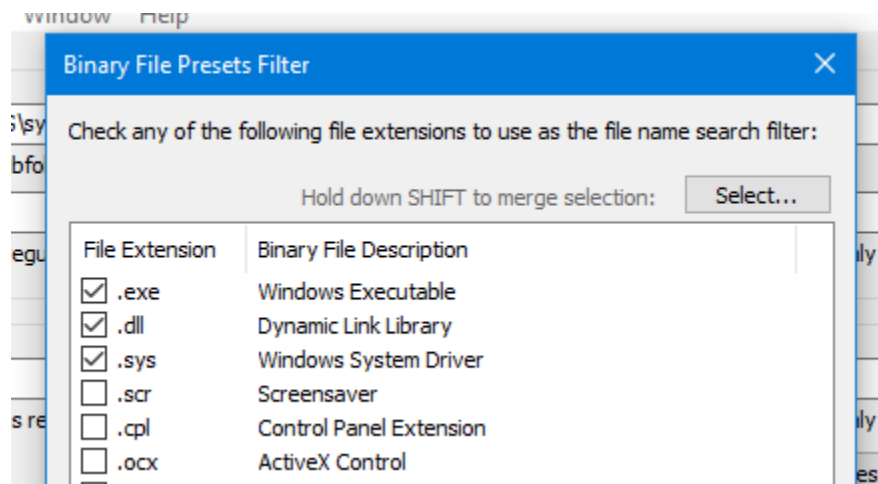 Window Help
Binary File Presets Filter
Check any of the following file extensions to use as the file name search filter:
Hold down SHIFT to merge selection:
Select...
File Extension Binary File Description
.exe Windows Executable
.dll Dynamic Link Library
.sys Windows System Driver
.scr Screensaver
.cpl Control Panel Extension
.ocx ActiveX Control